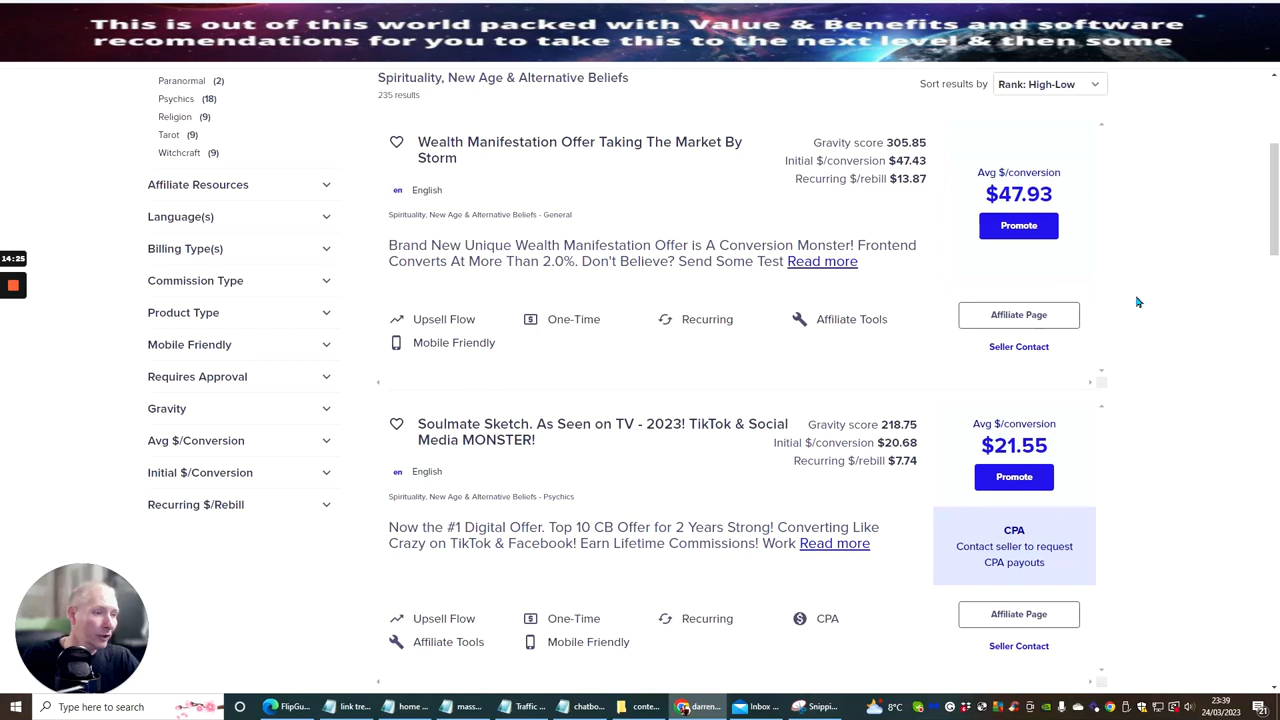 This is out of this world packed with Value & Benefits and software
recomendations for you to take this to the next level & then some
Paranormal (2)
Psychics (18)
Religion (9)
Tarot (9)
Witchcraft (9)
Affiliate Resources
Language(s)
Billing Type(s)
Commission Type
Product Type
Mobile Friendly
Requires Approval
Gravity
Avg $/Conversion
Initial $/Conversion
Recurring $/Rebill
Spirituality, New Age & Alternative Beliefs
235 results
Sort results by Rank: High-Low
Wealth Manifestation Offer Taking The Market By
Storm
Gravity score 305.85
Initial $/conversion $47.43
Recurring $/rebill $13.87
en English
Spirituality, New Age & Alternative Beliefs - General
Brand New Unique Wealth Manifestation Offer is A Conversion Monster! Frontend
Converts At More Than 2.0%. Don't Believe? Send Some Test Read more
Upsell Flow One-Time Recurring Affiliate Tools
Mobile Friendly
Avg $/conversion
$47.93
Promote
Affiliate Page
Seller Contact
Soulmate Sketch. As Seen on TV - 2023! TikTok & Social
Media MONSTER!
Gravity score 218.75
Initial $/conversion $20.68
Recurring $/rebill $7.74
en English
Spirituality, New Age & Alternative Beliefs - Psychics
Now the #1 Digital Offer. Top 10 CB Offer for 2 Years Strong! Converting Like
Crazy on TikTok & Facebook! Earn Lifetime Commissions! Work Read more
Upsell Flow One-Time Recurring CPA
Affiliate Tools Mobile Friendly
Avg $/conversion
$21.55
Promote
CPA
Contact seller to request
CPA payouts
Affiliate Page
Seller Contact
14:25
Type here to search FlipGu... link tre... home ... mass... Traffic ... chatbo... conte... darren... Inbox ... Snippi... 8°C
23:39
24/03/2023